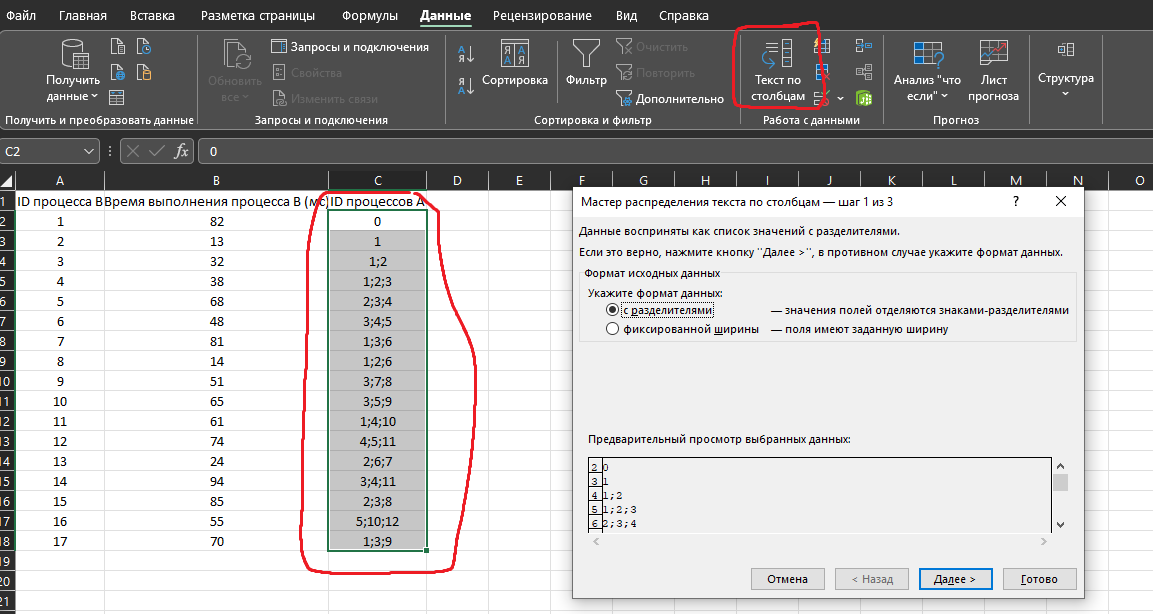 Файл Главная Вставка Разметка страницы Формулы Данные Рецензирование Вид Справка
Получить данные
Обновить все
Запросы и подключения
Свойства
Изменить связи
Сортировка
Фильтр
Очистить
Повторить
Дополнительно
Текст по столбцам
Анализ "что если"
Лист прогноза
Структура
Получить и преобразовать данные Запросы и подключения Сортировка и фильтр Работа с данными Прогноз
C2 fx 0
A B C D E F G H I J K L M N O
1 ID процесса B Время выполнения процесса B (мс) ID процессов A
2 1 82 0
3 2 13 1
4 3 32 1;2
5 4 38 1;2;3
6 5 68 2;3;4
7 6 48 3;4;5
8 7 81 1;3;6
9 8 14 1;2;6
10 9 51 3;7;8
11 10 65 3;5;9
12 11 61 1;4;10
13 12 74 4;5;11
14 13 24 2;6;7
15 14 94 3;4;11
16 15 85 2;3;8
17 16 55 5;10;12
18 17 70 1;3;9
19
20
21
Мастер распределения текста по столбцам — шаг 1 из 3 ?
Данные восприняты как список значений с разделителями.
Если это верно, нажмите кнопку "Далее >", в противном случае укажите формат данных.
Формат исходных данных
Укажите формат данных:
с разделителями — значения полей отделяются знаками-разделителями
фиксированной ширины — поля имеют заданную ширину
Предварительный просмотр выбранных данных:
2 0
3 1
4 1;2
5 1;2;3
6 2;3;4
Отмена < Назад Далее > Готово